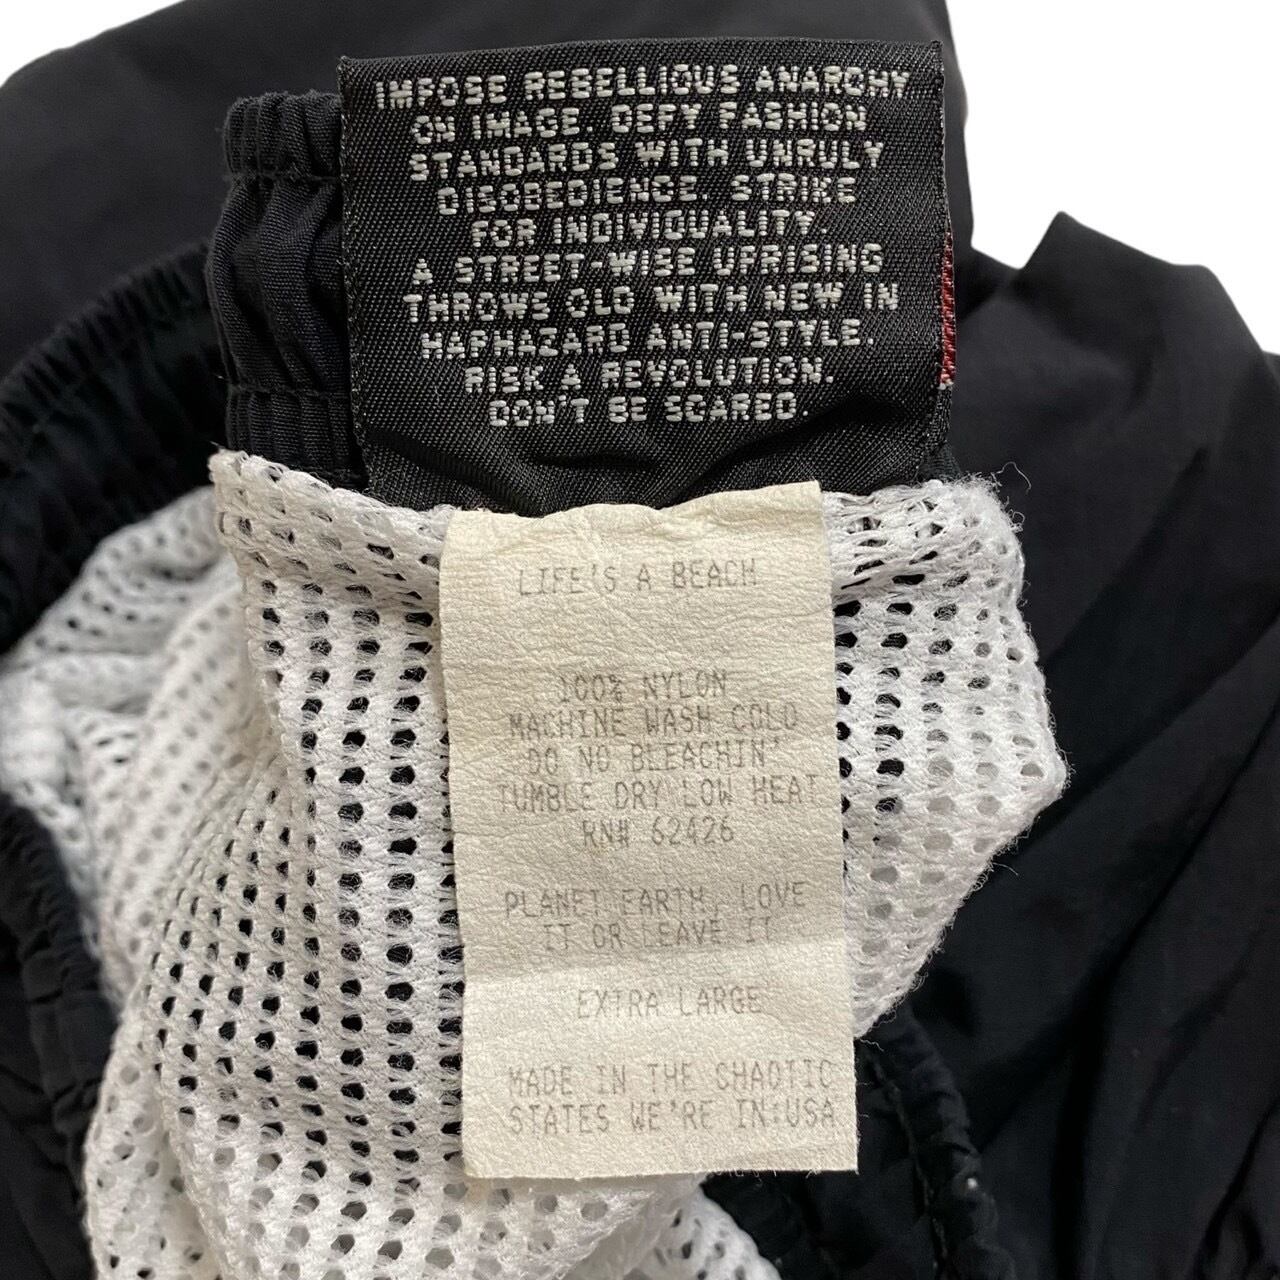 IMPOSE REBELLIOUS ANARCHY
ON IMAGE. DEFY FASHION
STANDARDS WITH UNRULY
DISOBEDIENCE. STRIKE
FOR INDIVIDUALITY.
A STREET-WISE UPRISING
THROWS OLD WITH NEW IN
HAPHAZARD ANTI-STYLE.
RISK A REVOLUTION.
DON'T BE SCARED.
LIFE'S A BEACH
100% NYLON
MACHINE WASH COLD
DO NO BLEACHIN'
TUMBLE DRY LOW HEAT
RN# 62426
PLANET EARTH, LOVE
IT OR LEAVE IT
EXTRA LARGE
MADE IN THE SHAOTIC
STATES WE'RE IN:USA